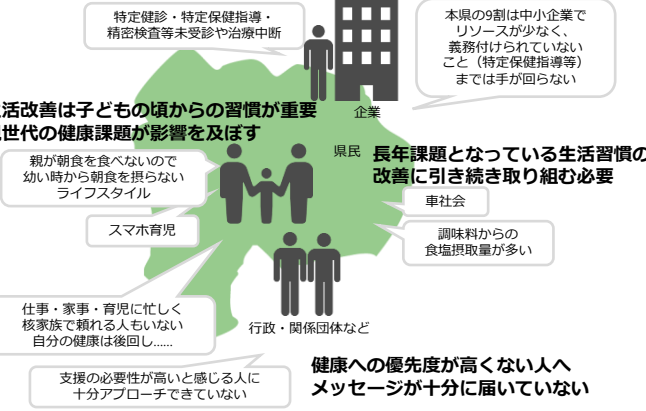 特定健診・特定保健指導・
精密検査等未受診や治療中断
本県の9割は中小企業で
リソースが少なく、
義務付けられていない
こと（特定保健指導等）
までは手が回らない
企業
活改善は子どもの頃からの習慣が重要
世代の健康課題が影響を及ぼす
県民
長年課題となっている生活習慣の
改善に引き続き取り組む必要
親が朝食を食べないので
幼い時から朝食を摂らない
ライフスタイル
スマホ育児
車社会
調味料からの
食塩摂取量が多い
仕事・家事・育児に忙しく
核家族で頼れる人もいない
自分の健康は後回し……
行政・関係団体など
支援の必要性が高いと感じる人に
十分アプローチできていない
健康への優先度が高くない人へ
メッセージが十分に届いていない